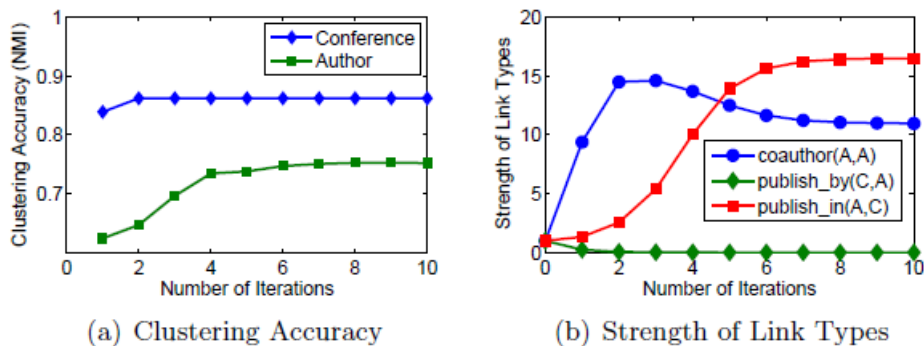 Clustering Accuracy (NMI)
1
0.9
0.8
0.7
0 2 4 6 8 10
Number of Iterations
Conference
Author
(a) Clustering Accuracy
Strength of Link Types
20
15
10
5
0
0 2 4 6 8 10
Number of Iterations
coauthor(A,A)
publish_by(C,A)
publish_in(A,C)
(b) Strength of Link Types